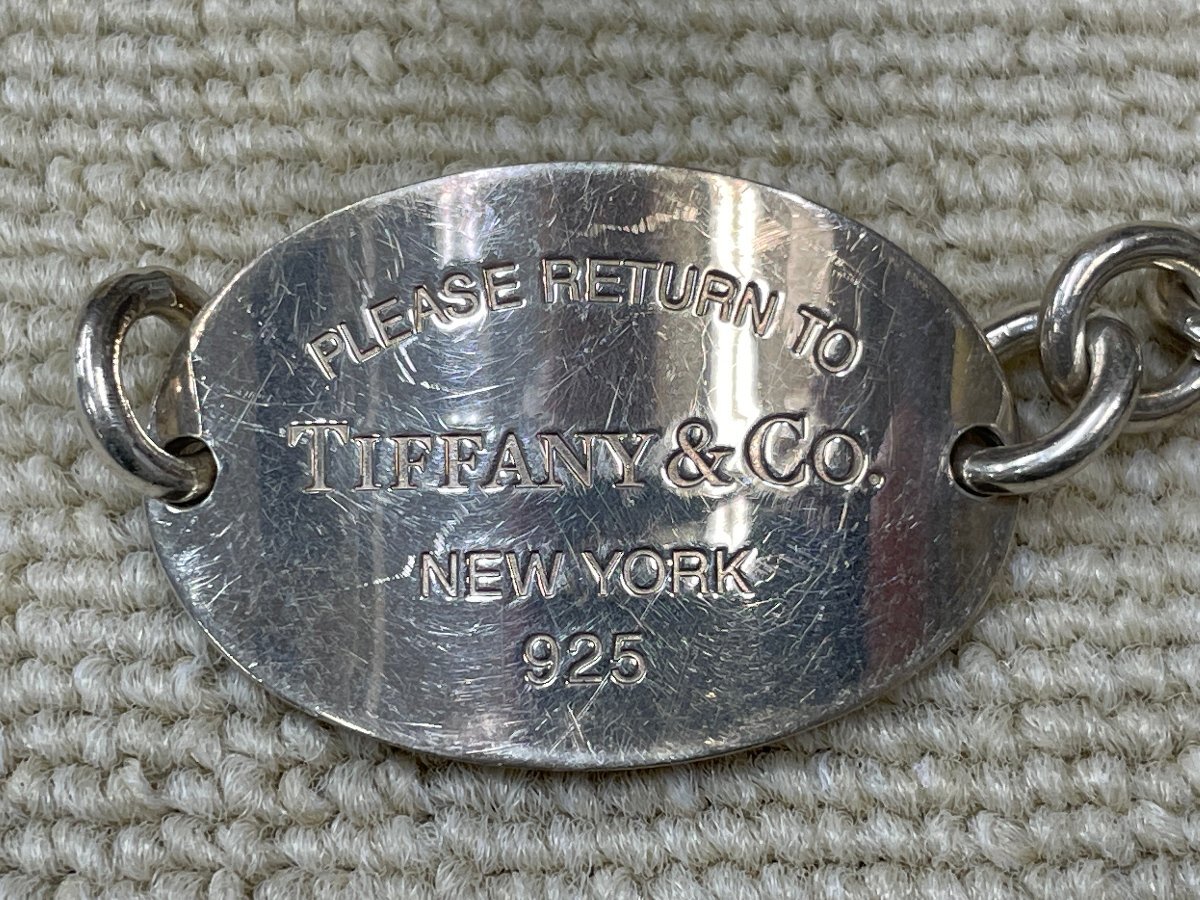 PLEASE RETURN TO
TIFFANY & CO.
NEW YORK
925